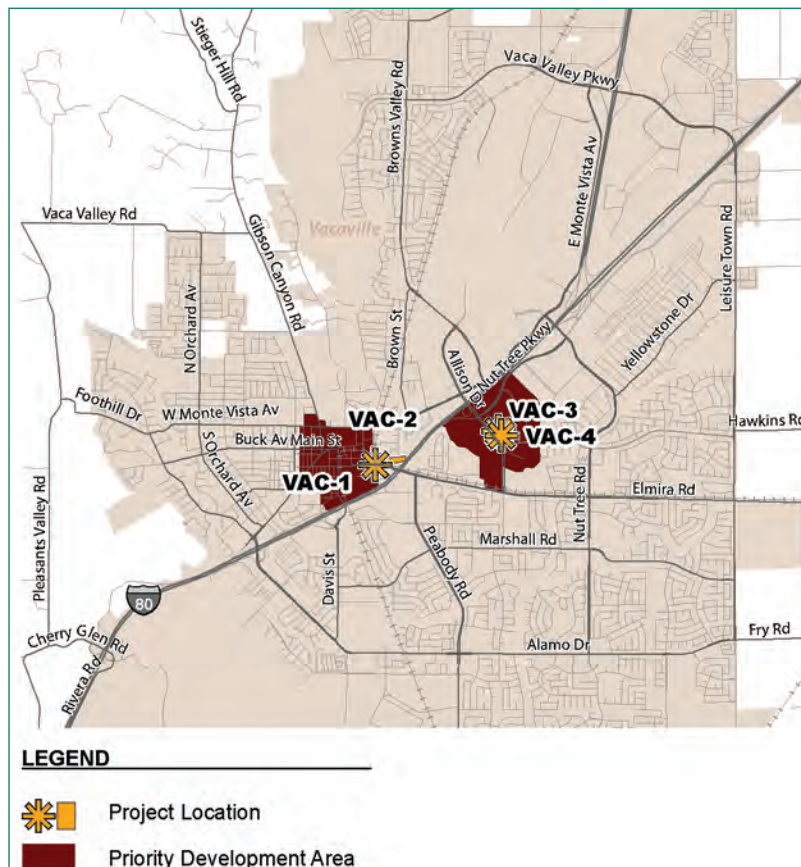 Stieger Hill Rd
Browns Valley Rd
Vaca Valley Pkwy
E Monte Vista Av
Leisure Town Rd
Vaca Valley Rd
Vacaville
Gibson Canyon Rd
N Orchard Av
Brown St
Nut Tree Pkwy
Allison Dr
Yellowstone Dr
Foothill Dr
W Monte Vista Av
VAC-2
VAC-3
Hawkins Rd
Buck Av
Main St
VAC-4
S Orchard Av
VAC-1
Elmira Rd
Nut Tree Rd
Pleasants Valley Rd
Peabody Rd
Marshall Rd
Davis St
80
Cherry Glen Rd
Rivera Rd
Alamo Dr
Fry Rd
LEGEND
Project Location
Priority Development Area